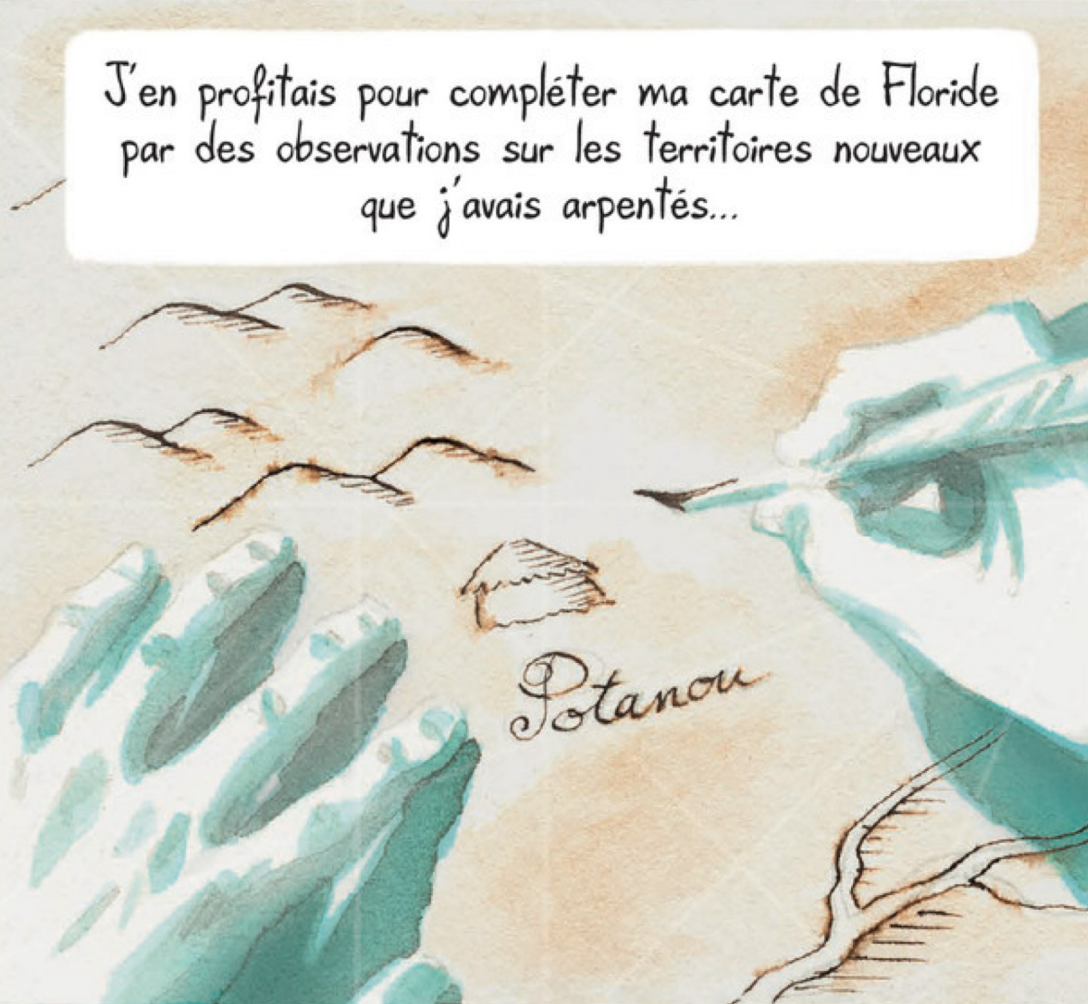 J'en profitais pour compléter ma carte de Floride
par des observations sur les territoires nouveaux
que j'avais arpentés...
Potanou